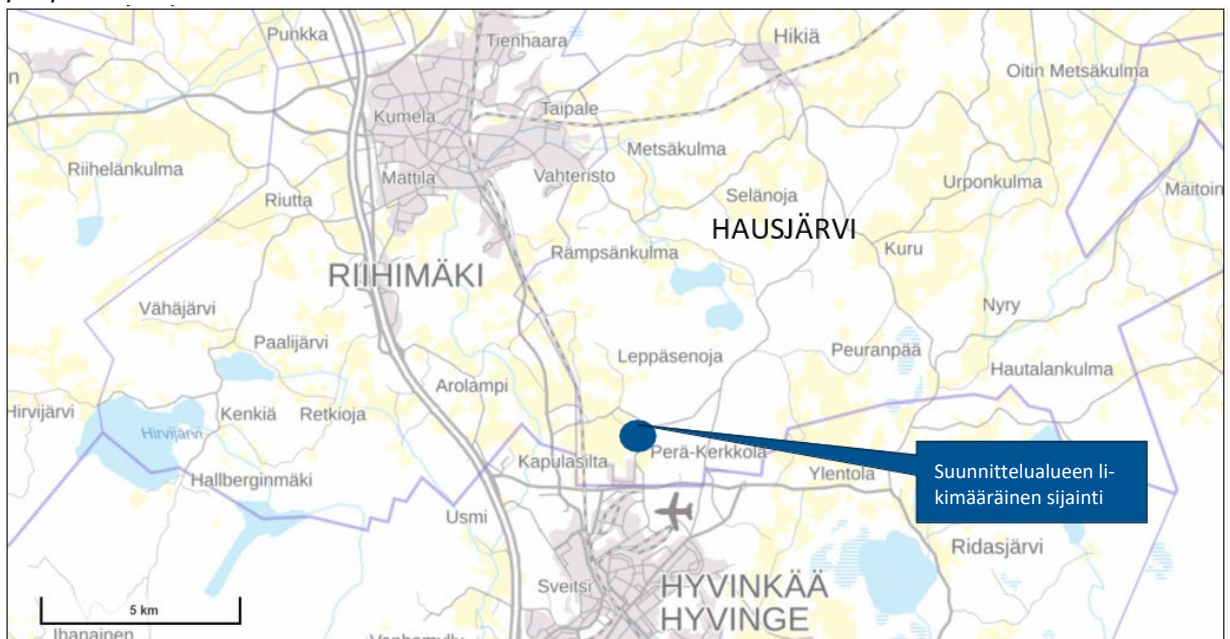 Punkka
Tienhaara
Hikiä
Oitin Metsäkulma
Taipale
Kumela
Metsäkulma
Riihelänkulma
Mattila
Vahteristo
Selänoja
Urponkulma
Maitoin
Riutta
HAUSJÄRVI
Rämpsänkulma
Kuru
RIIHIMÄKI
Vähäjärvi
Nyry
Paalijärvi
Leppäsenoja
Peuranpää
Hautalankulma
Arolampi
Hirvijärvi
Kenkiä
Retkioja
Hirvijärvi
Perä-Kerkkola
Kapulasilta
Ylentola
Suunnittelualueen li-
kimääräinen sijainti
Hallberginmäki
Usmi
Ridasjärvi
Sveitsi
HYVINKÄÄ
HYVINGE
5 km
Ihanainen